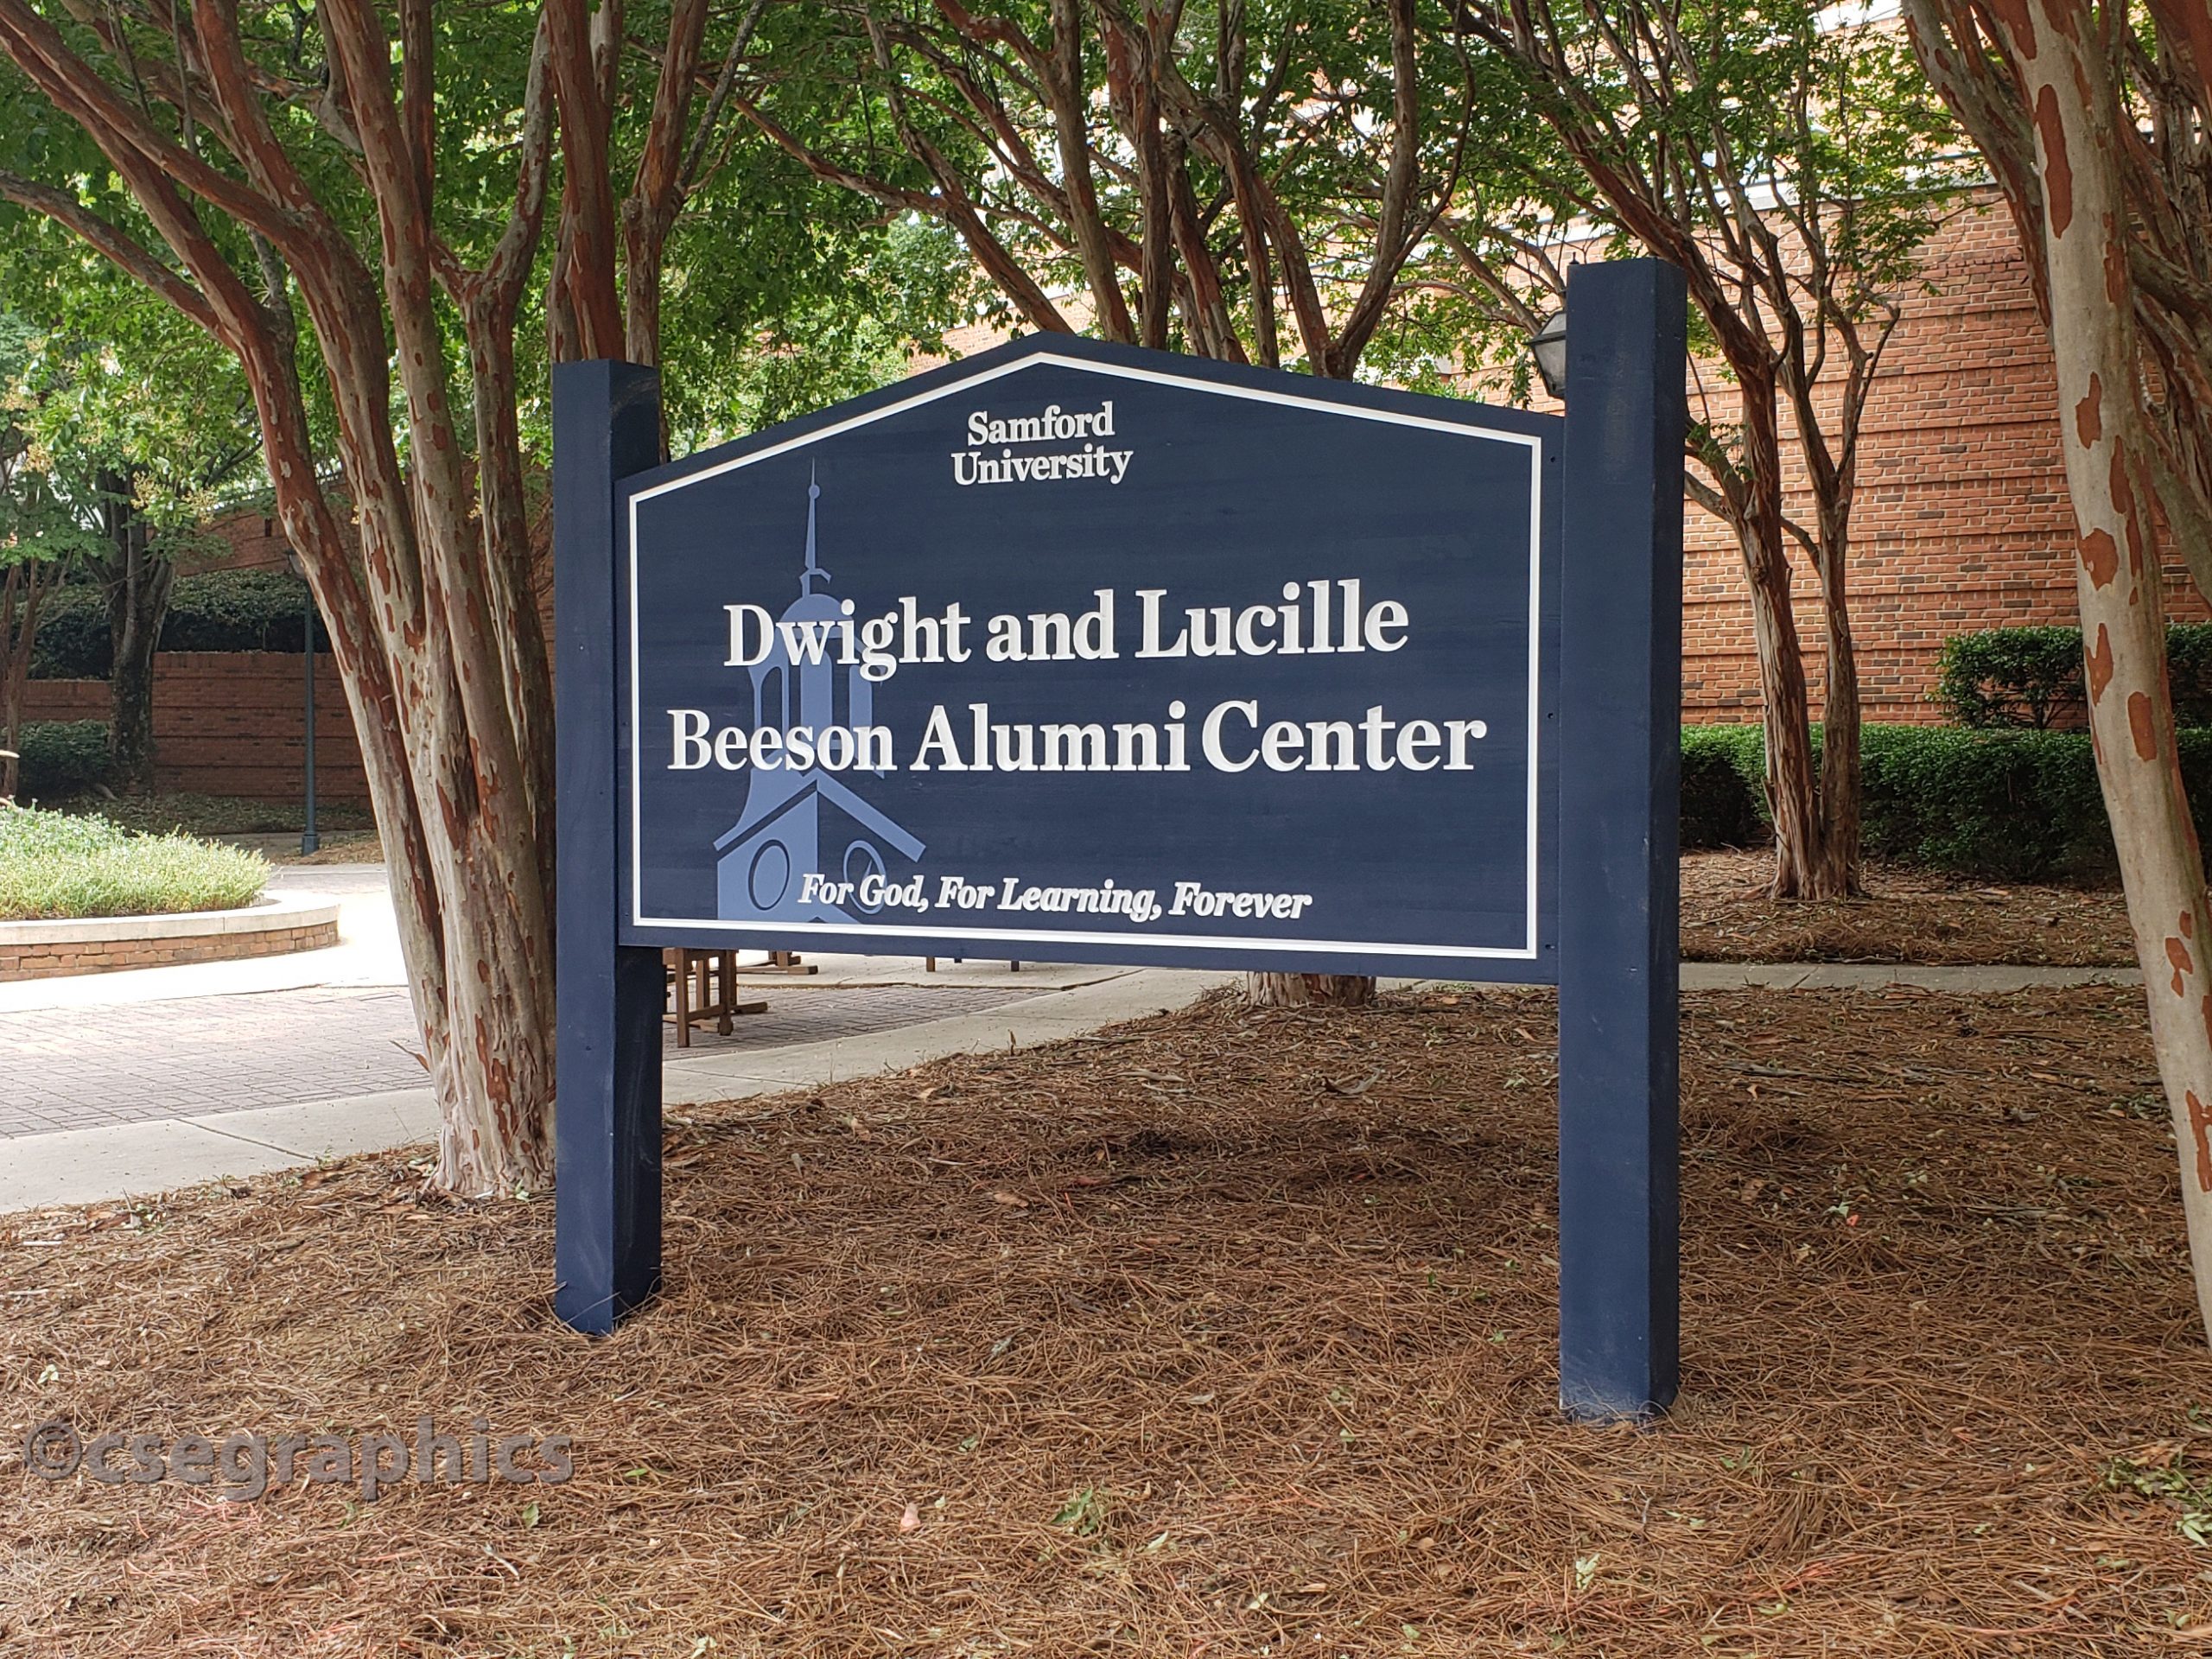 Samford
University
Dwight and Lucille
Beeson Alumni Center
For God, For Learning, Forever
©csegraphics